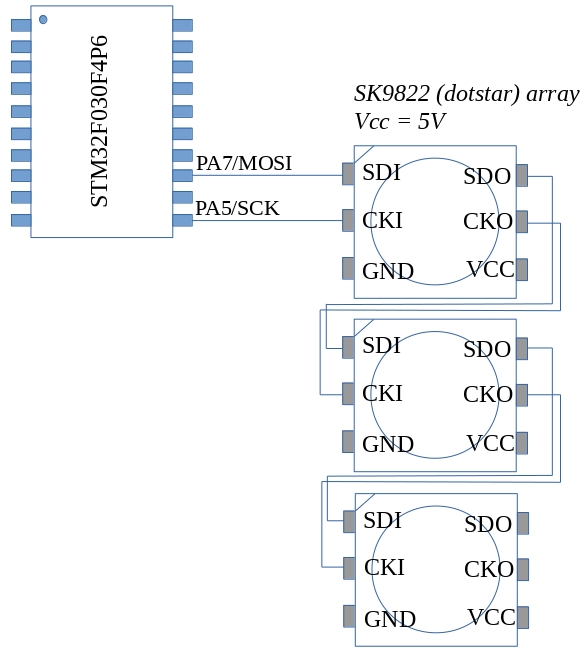 STM32F030F4P6
SK9822 (dotstar) array
Vcc = 5V
PA7/MOSI
PA5/SCK
SDI
SDO
CKI
CKO
GND
VCC
SDI
SDO
CKI
CKO
GND
VCC
SDI
SDO
CKI
CKO
GND
VCC